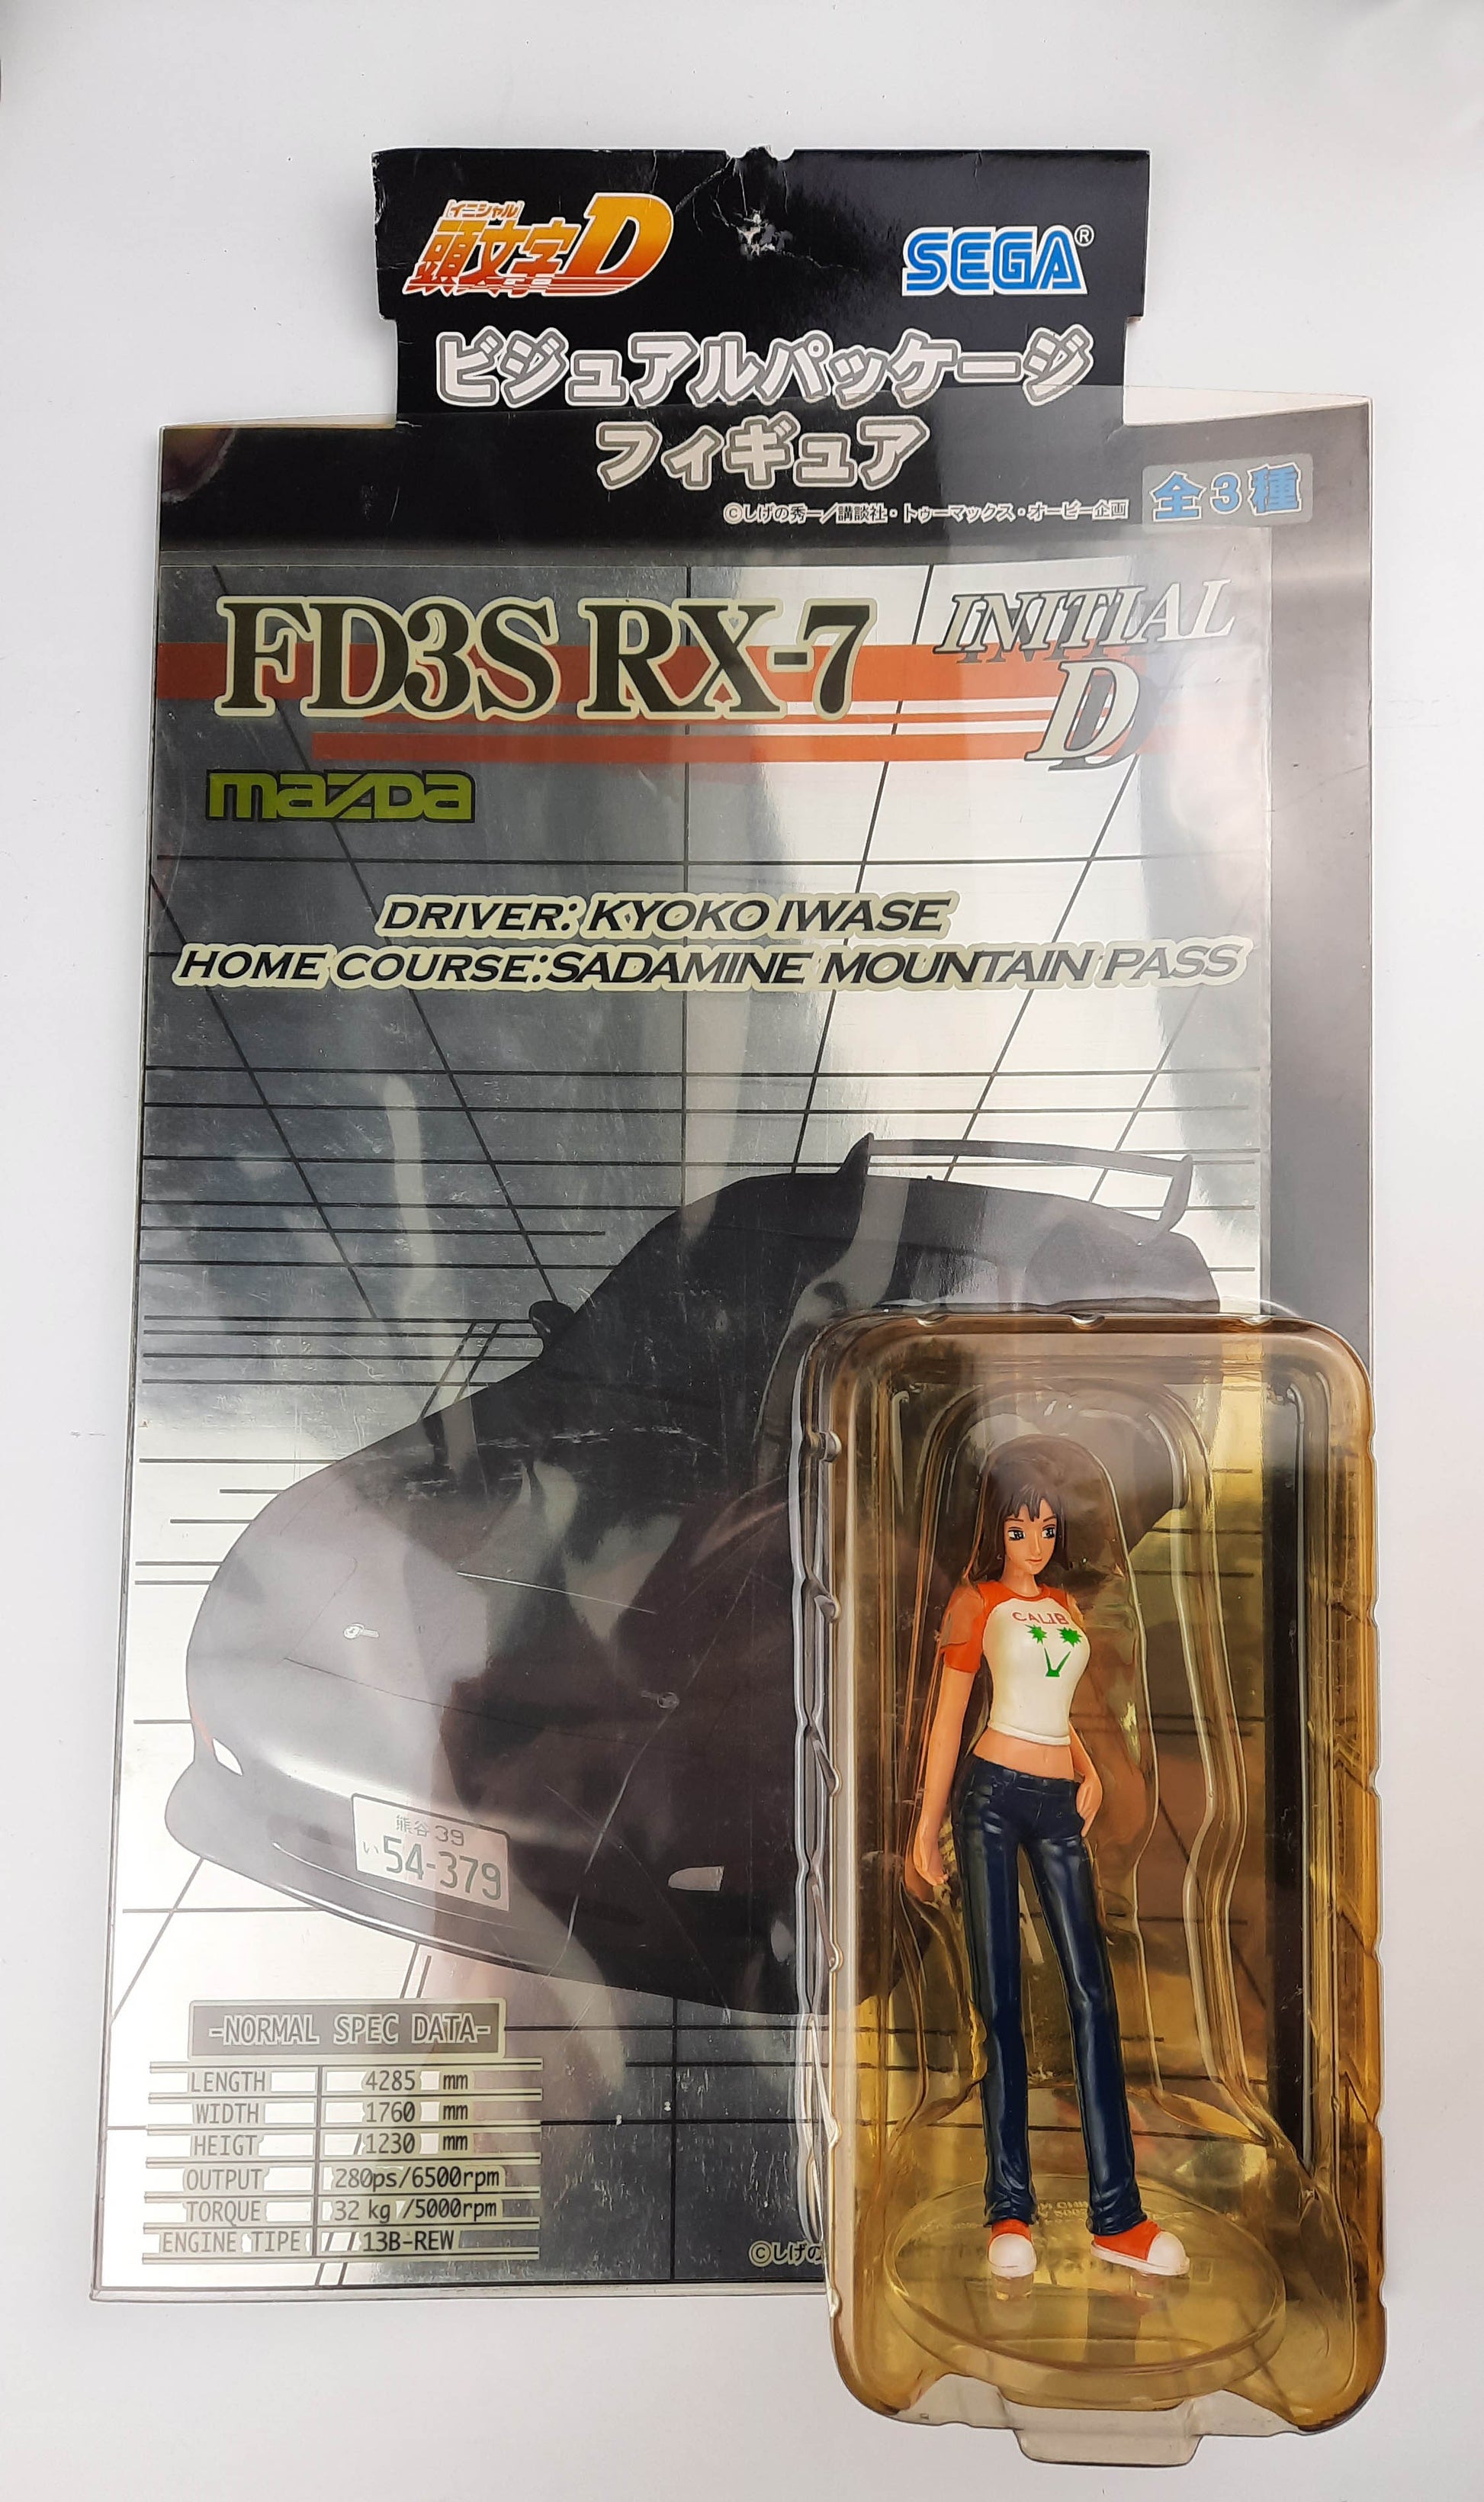 [イニシャル]
頭文字D
SEGA®
ビジュアルパッケージ
フィギュア
©しげの秀一/講談社・トゥーマックス・オービー企画
全3種
FD3S RX-7
INITIAL
D
mazda
DRIVER: KYOKO IWASE
HOME COURSE: SADAMINE MOUNTAIN PASS
CALIB
熊谷 39
い 54-379
-NORMAL SPEC DATA-
LENGTH 4285 mm
WIDTH 1760 mm
HEIGT 1230 mm
OUTPUT 280ps/6500rpm
TORQUE 32 kg /5000rpm
ENGINE TIPE 13B-REW
©しげの